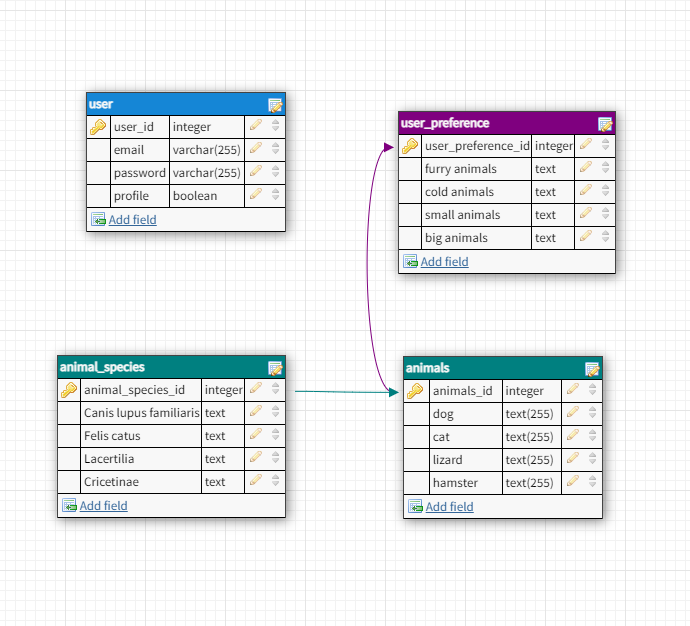 user
user_id integer
email varchar(255)
password varchar(255)
profile boolean
Add field
user_preference
user_preference_id integer
furry animals text
cold animals text
small animals text
big animals text
Add field
animal_species
animal_species_id integer
Canis lupus familiaris text
Felis catus text
Lacertilia text
Cricetinae text
Add field
animals
animals_id integer
dog text(255)
cat text(255)
lizard text(255)
hamster text(255)
Add field